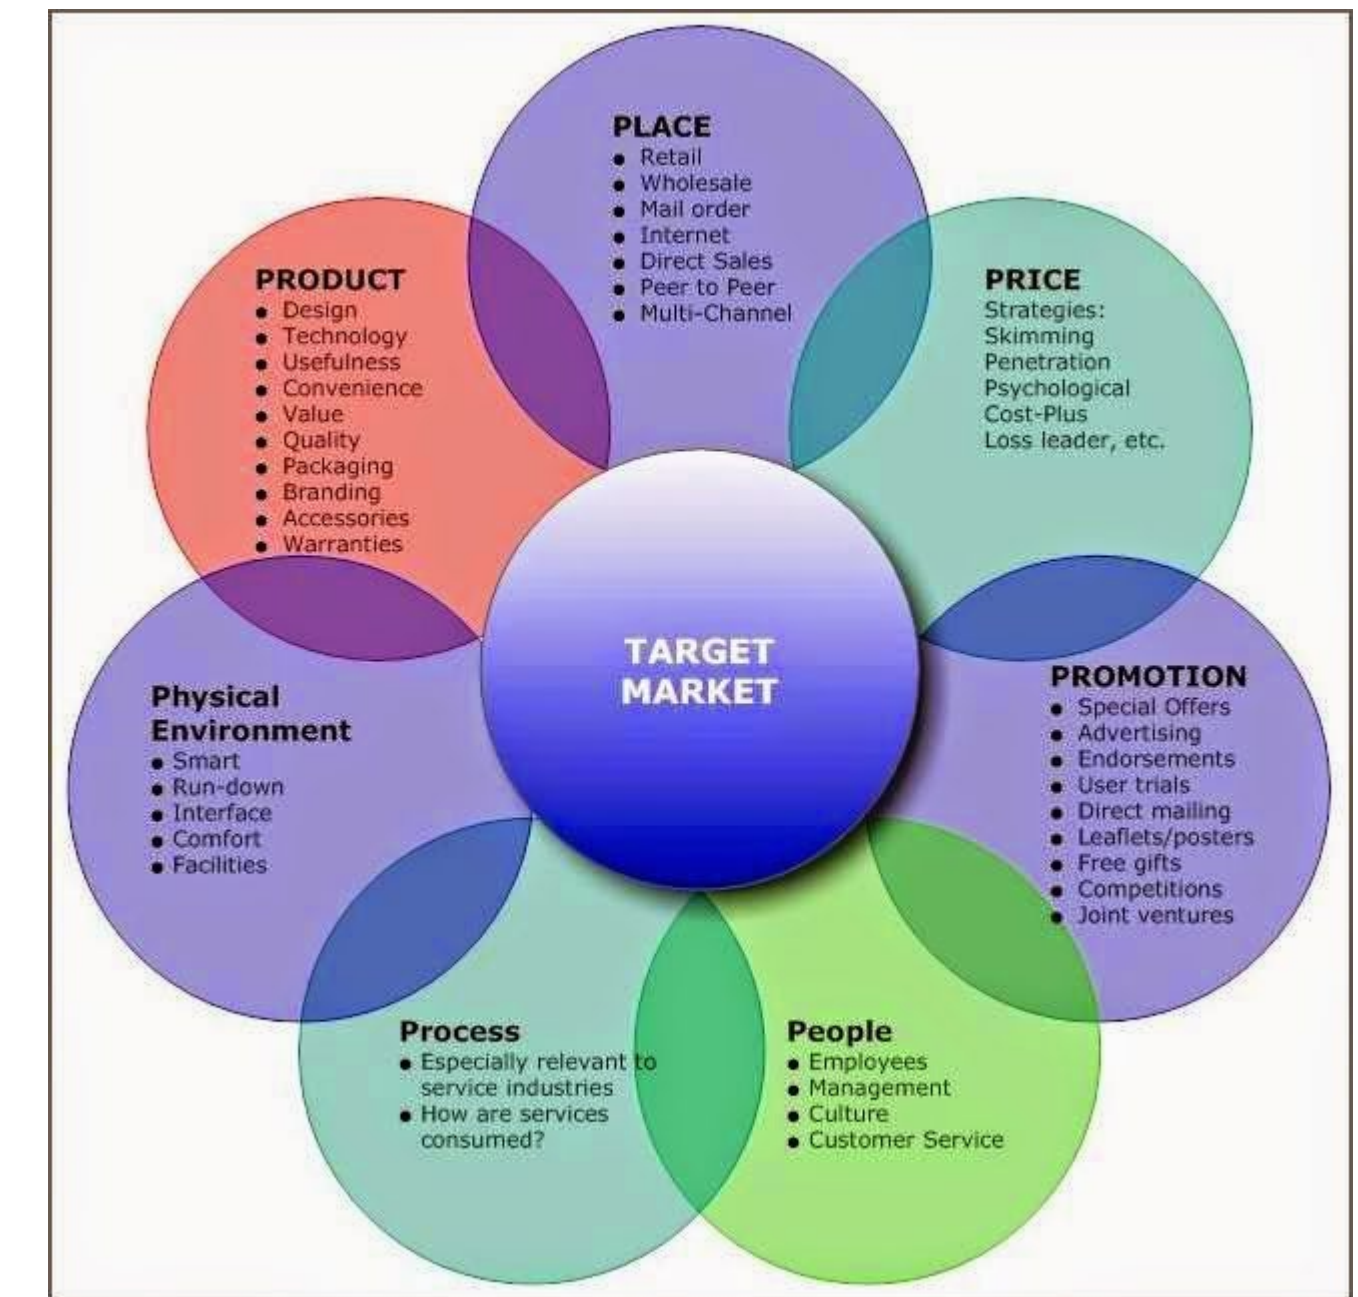 PLACE
● Retail
● Wholesale
● Mail order
● Internet
● Direct Sales
● Peer to Peer
● Multi-Channel
PRODUCT
● Design
● Technology
● Usefulness
● Convenience
● Value
● Quality
● Packaging
● Branding
● Accessories
● Warranties
PRICE
Strategies:
Skimming
Penetration
Psychological
Cost-Plus
Loss leader, etc.
TARGET
MARKET
Physical
Environment
● Smart
● Run-down
● Interface
● Comfort
● Facilities
PROMOTION
● Special Offers
● Advertising
● Endorsements
● User trials
● Direct mailing
● Leaflets/posters
● Free gifts
● Competitions
● Joint ventures
Process
● Especially relevant to
service industries
● How are services
consumed?
People
● Employees
● Management
● Culture
● Customer Service